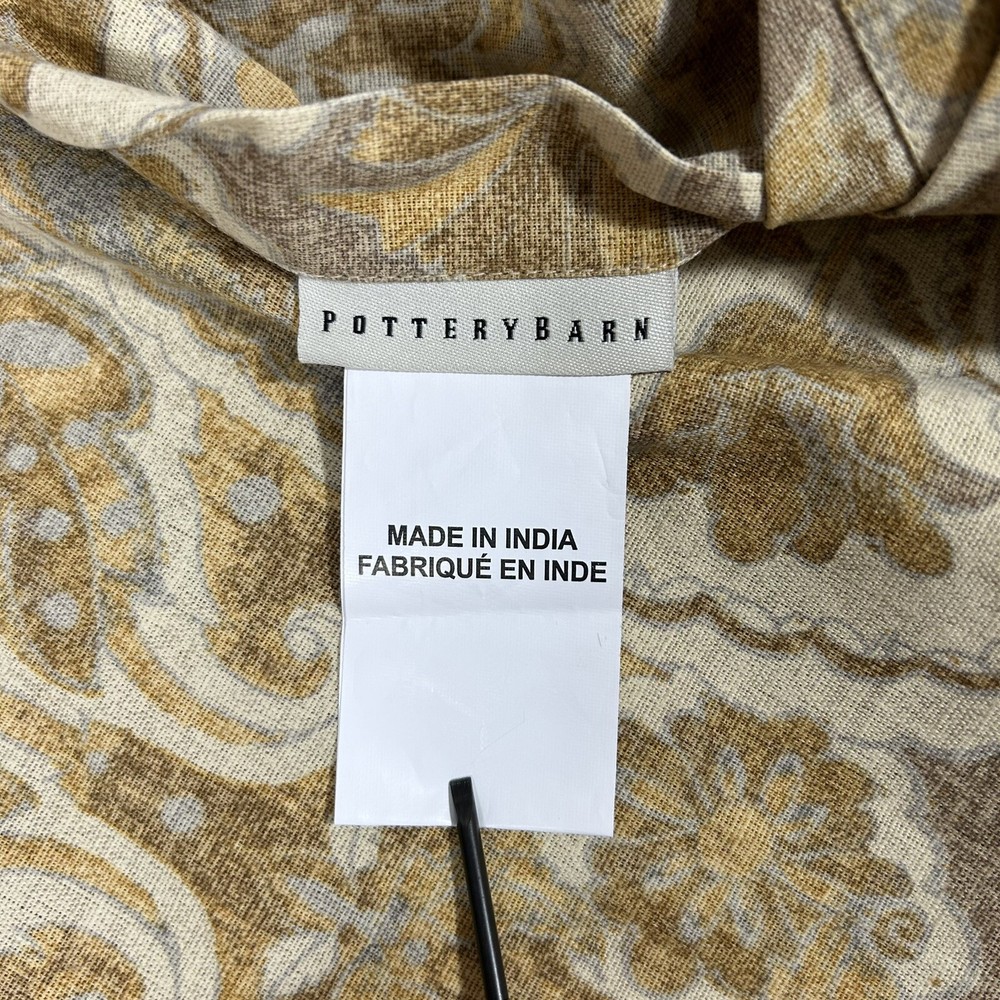 POTTERYBARN
MADE IN INDIA
FABRIQUÉ EN INDE